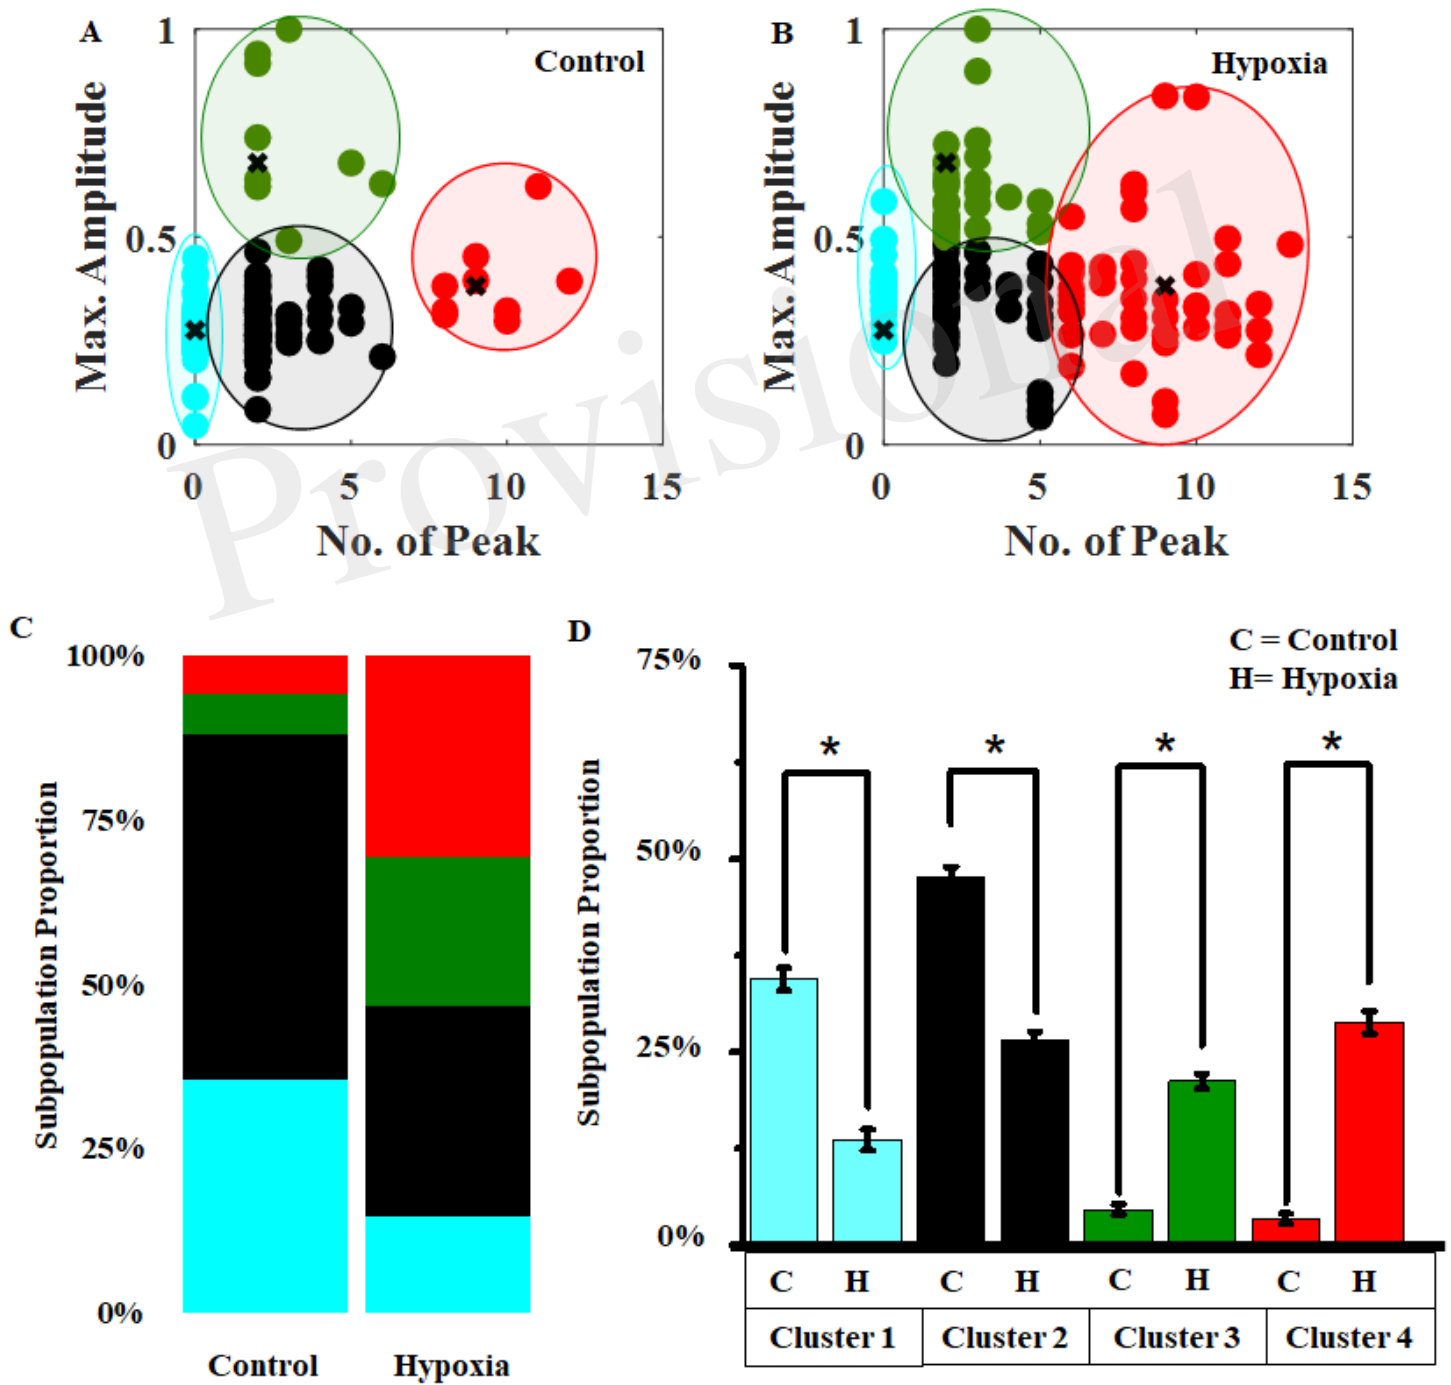 A
Control
Max. Amplitude
1
0.5
0
0 5 10 15
No. of Peak
B
Hypoxia
Max. Amplitude
1
0.5
0
0 5 10 15
No. of Peak
Provisional
C
Subpopulation Proportion
100%
75%
50%
25%
0%
Control Hypoxia
D
C = Control
H= Hypoxia
Subpopulation Proportion
75%
50%
25%
0%
* * * *
C H C H C H C H
Cluster 1 Cluster 2 Cluster 3 Cluster 4